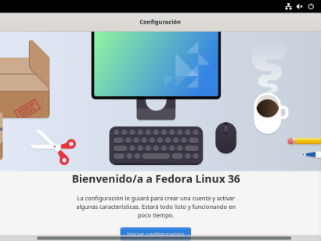 Configuración
Bienvenido/a a Fedora Linux 36
La configuración le guiará para crear una cuenta y activar
algunas características. Estará todo listo y funcionando en
poco tiempo.
Iniciar configuración